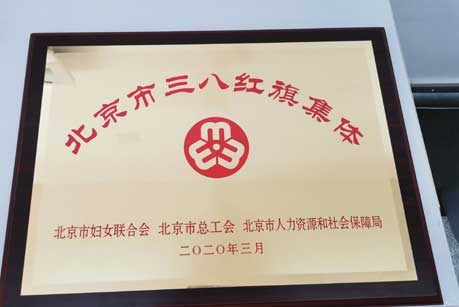 北京市三八红旗集体
北京市妇女联合会 北京市总工会 北京市人力资源和社会保障局
二〇二〇年三月